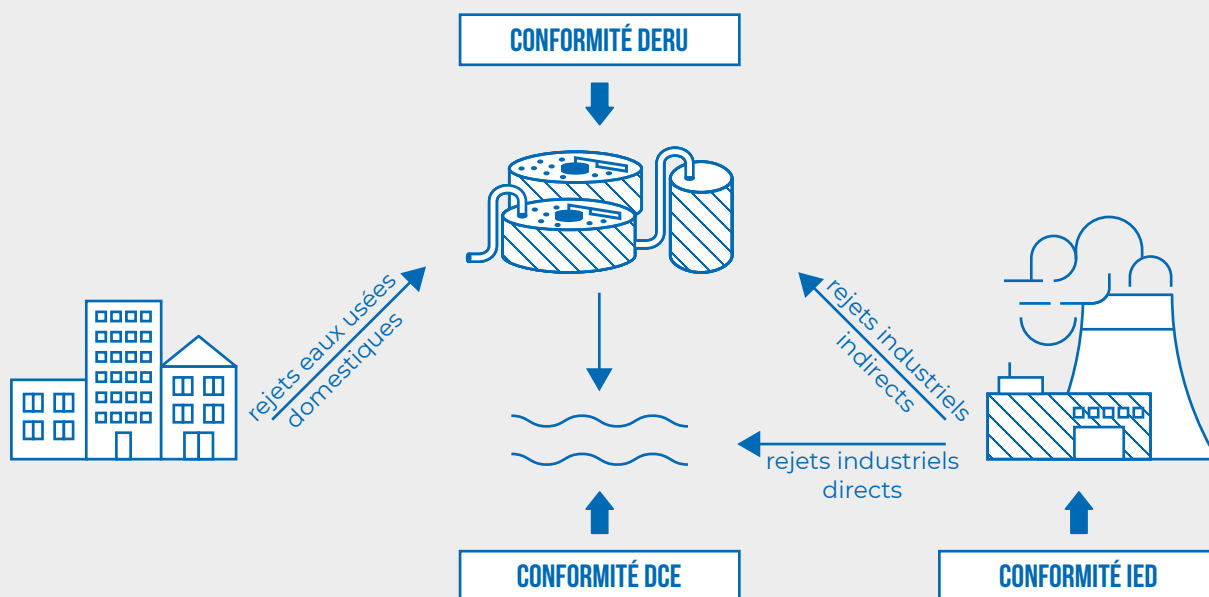 CONFORMITÉ DERU
rejets eaux usées
domestiques
rejets industriels
indirects
rejets industriels
directs
CONFORMITÉ DCE
CONFORMITÉ IED